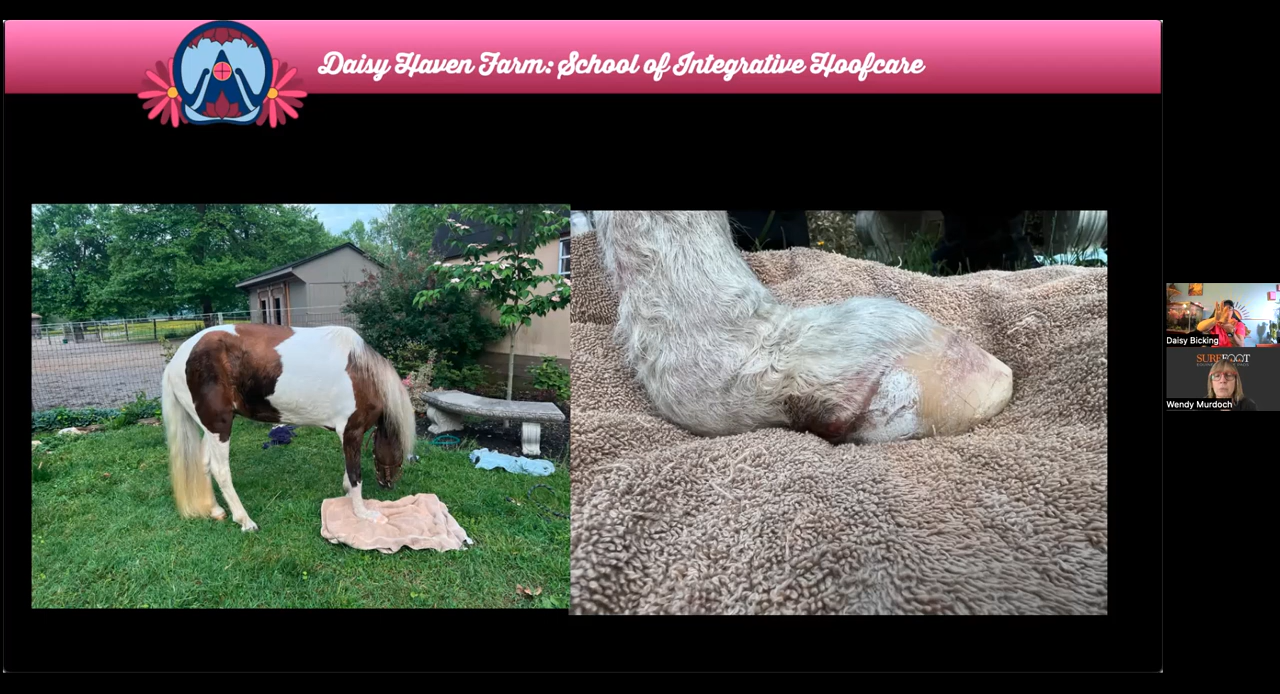 Daisy Haven Farm: School of Integrative Hoofcare
Daisy Bicking
SUREFOOT
Wendy Murdoch